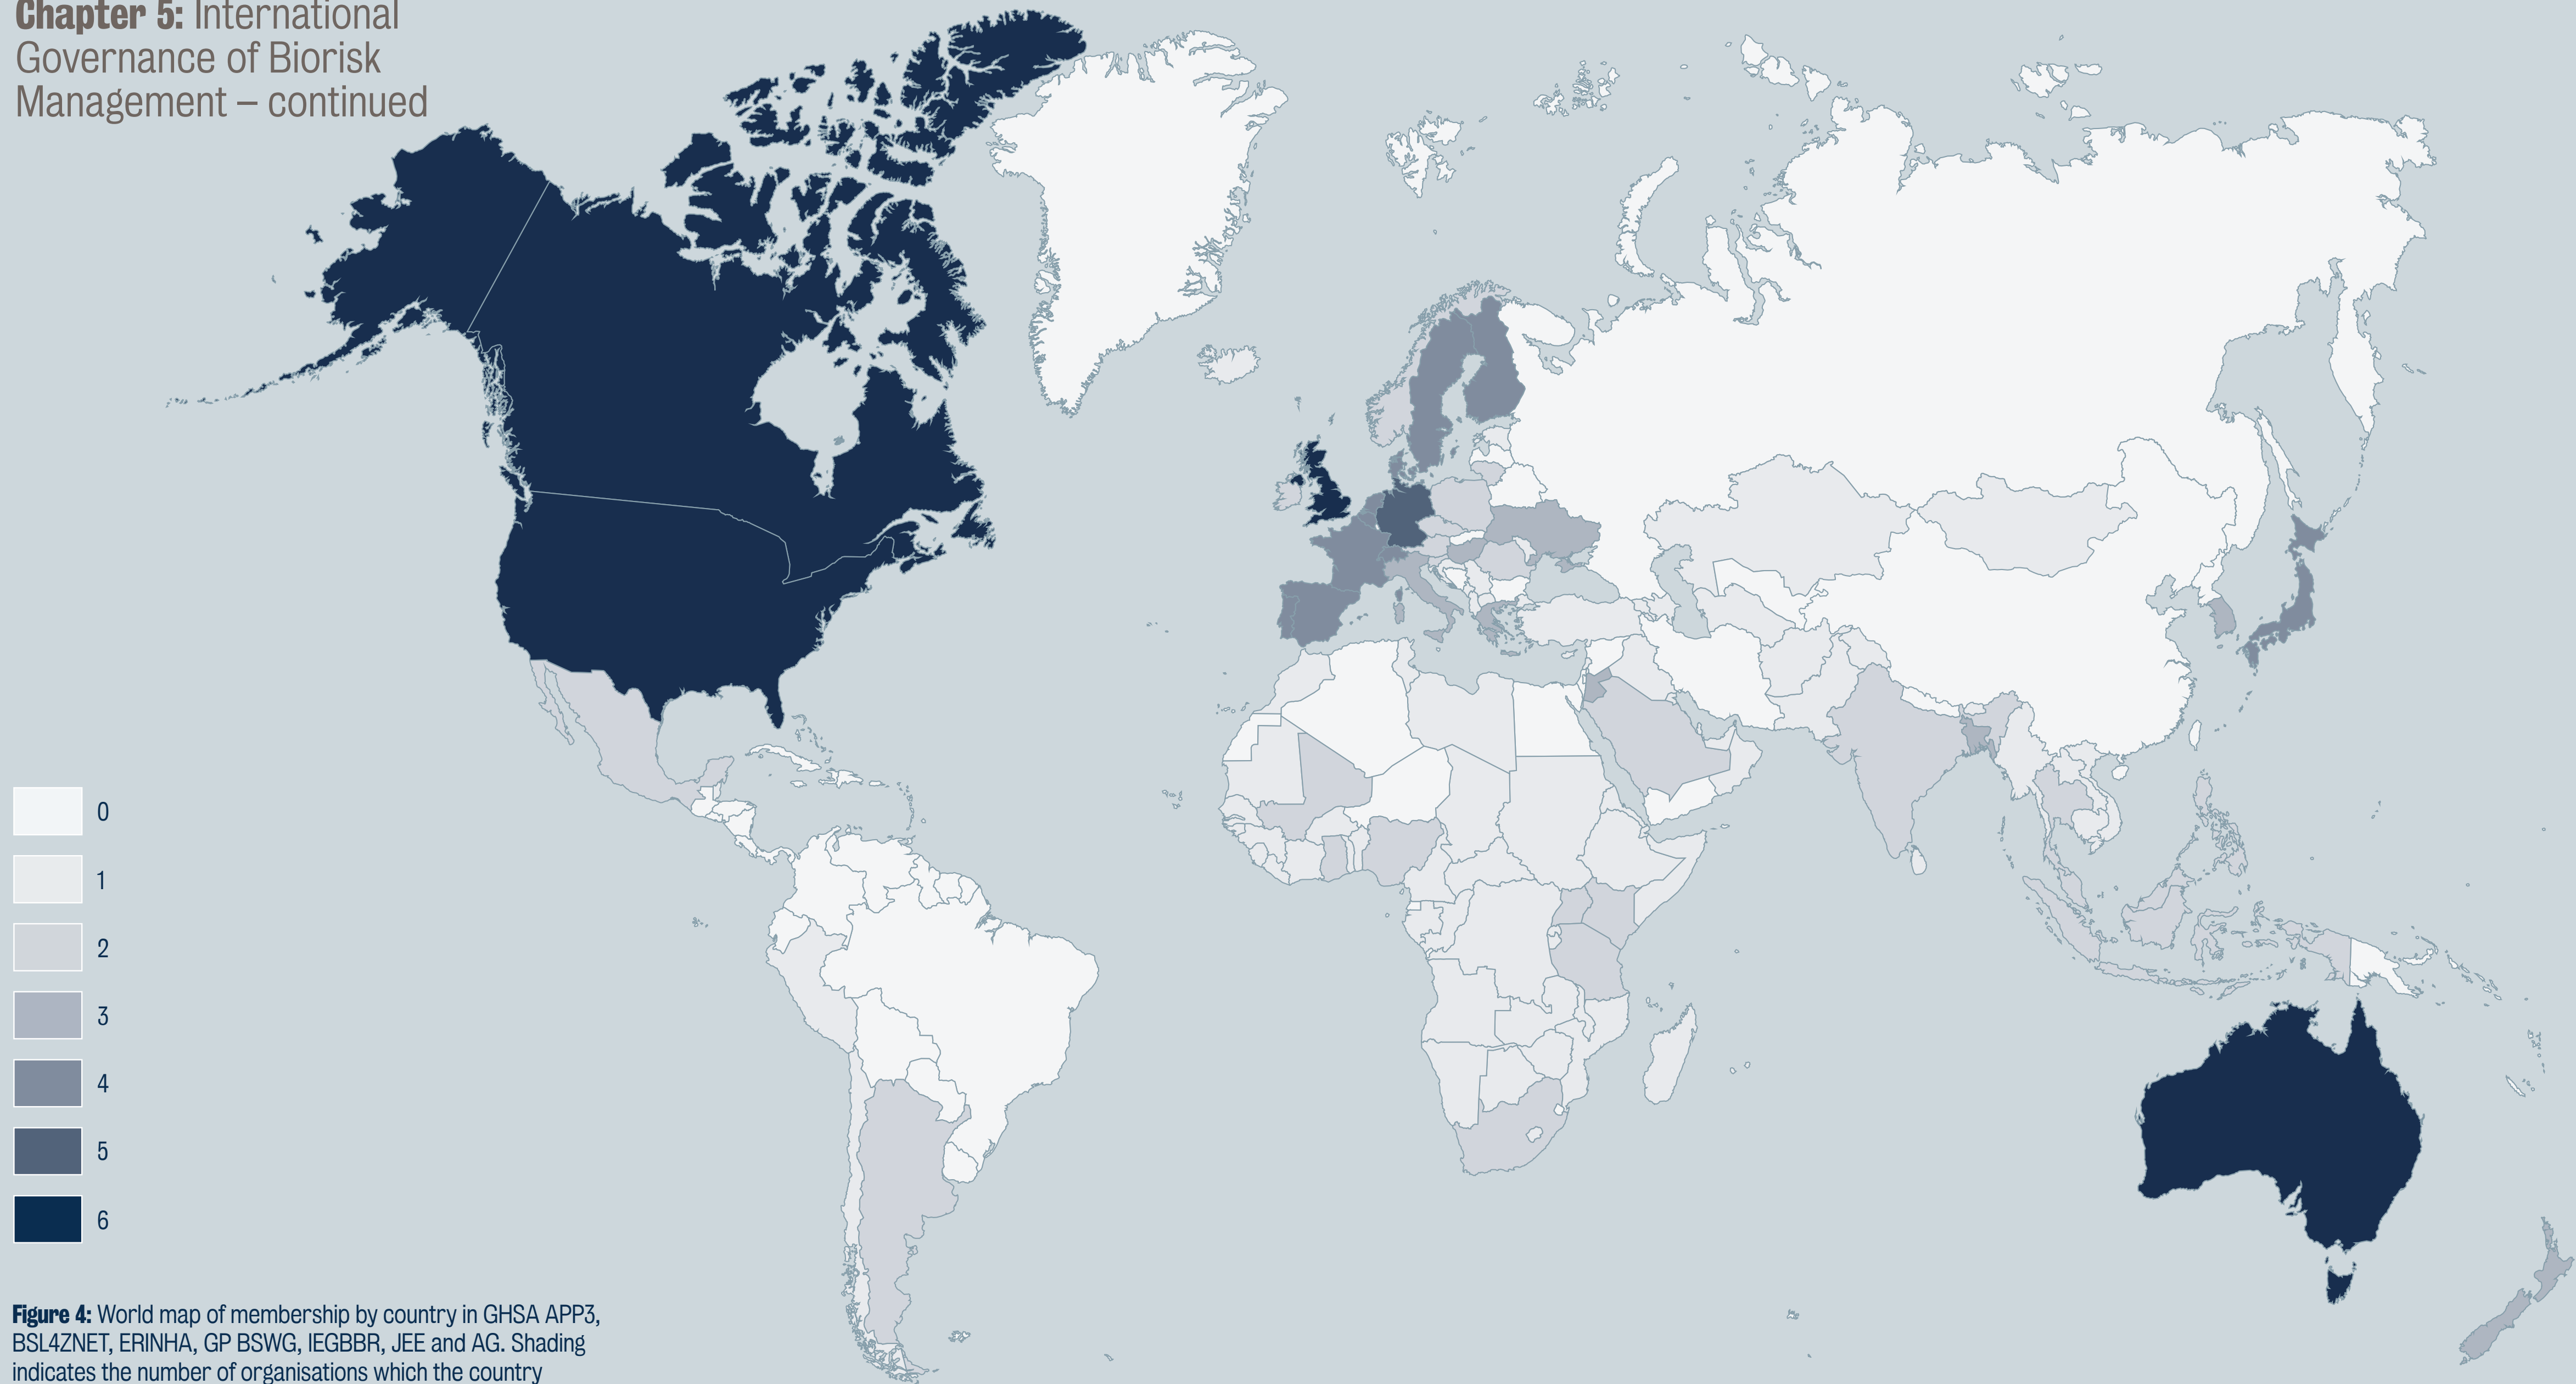 Chapter 5: International
Governance of Biorisk
Management – continued
0
1
2
3
4
5
6
Figure 4: World map of membership by country in GHSA APP3,
BSL4ZNET, ERINHA, GP BSWG, IEGBBR, JEE and AG. Shading
indicates the number of organisations which the country